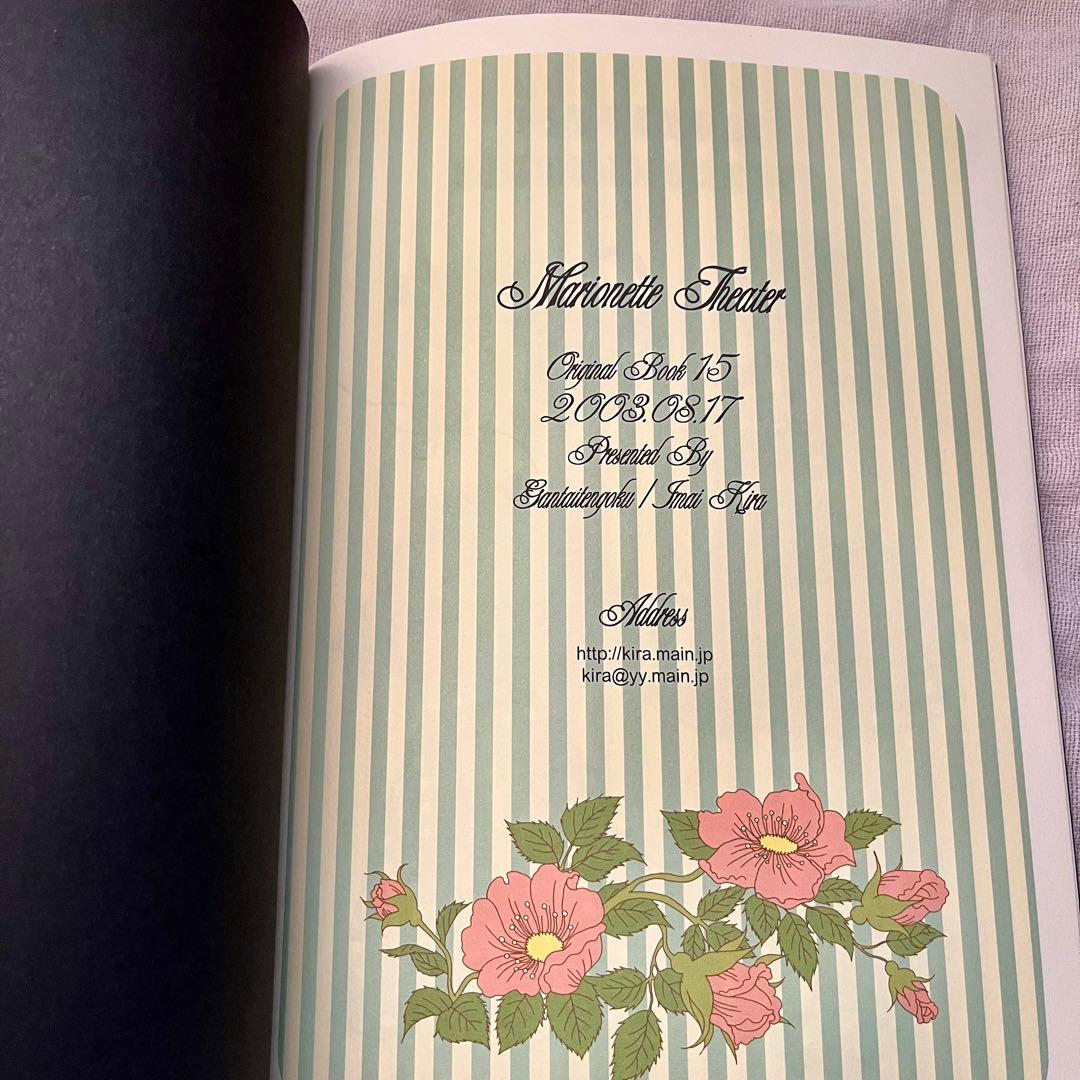 Marionette Theater
Original Book 15
2003.08.17
Presented By
Gantaitengoku / Imai Kira
Address
http://kira.main.jp
kira@yy.main.jp